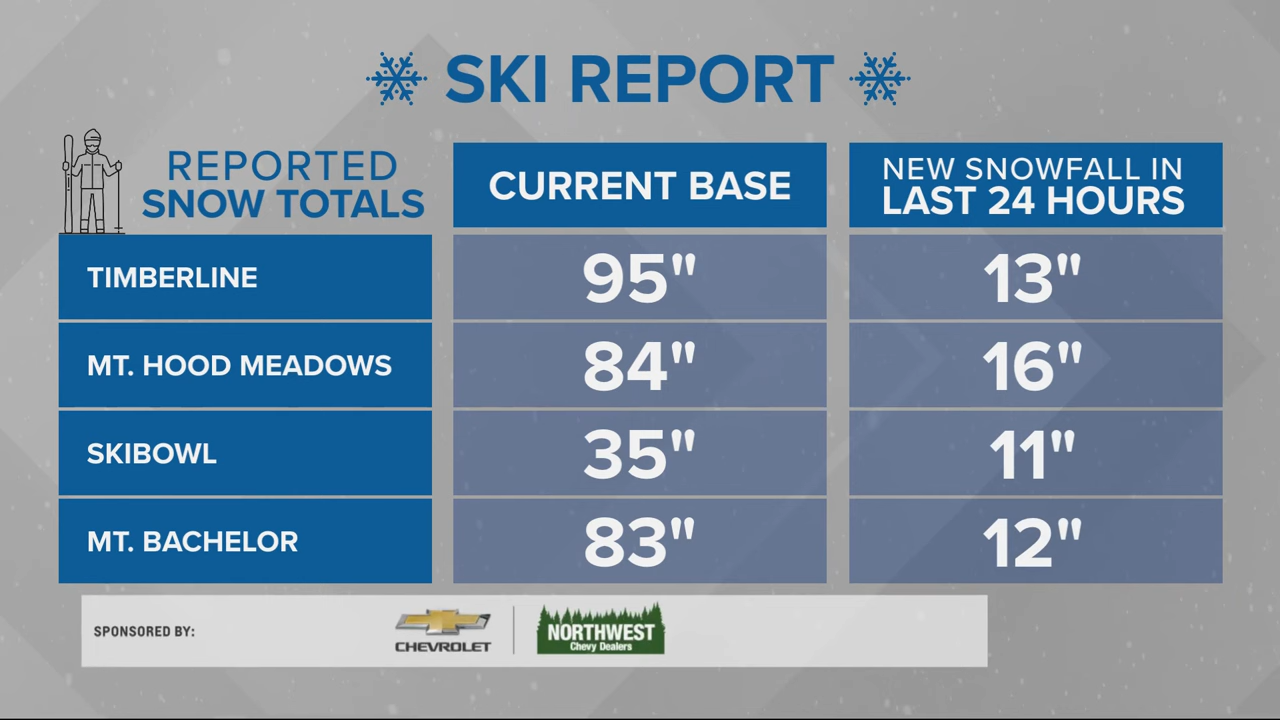 SKI REPORT
REPORTED
SNOW TOTALS
CURRENT BASE
NEW SNOWFALL IN
LAST 24 HOURS
TIMBERLINE 95" 13"
MT. HOOD MEADOWS 84" 16"
SKIBOWL 35" 11"
MT. BACHELOR 83" 12"
SPONSORED BY:
CHEVROLET
NORTHWEST
Chevy Dealers